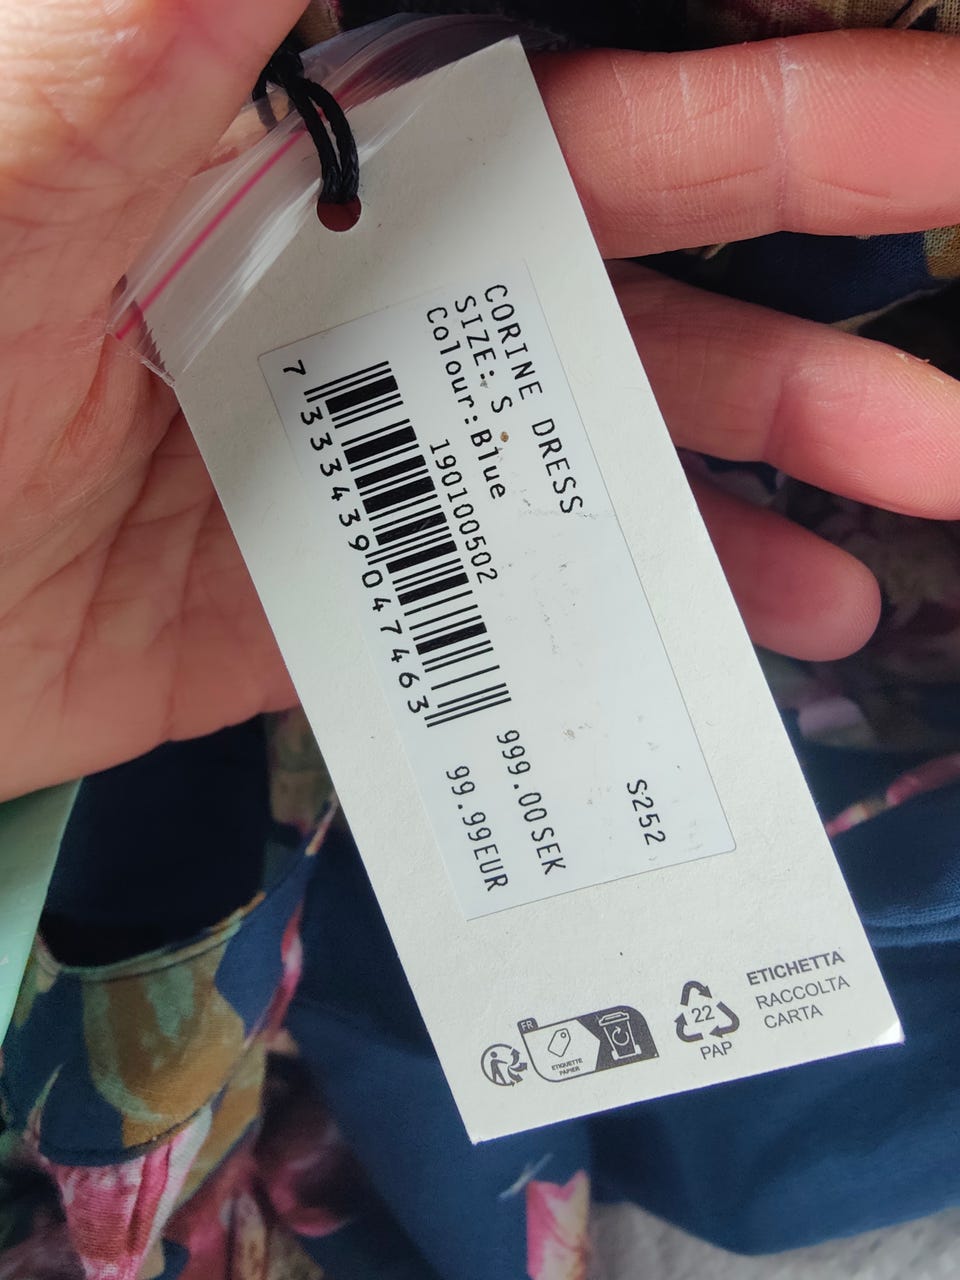 CORINE DRESS
SIZE: S
Colour:Blue
190100502
7 333439 047463
S252
999.00SEK
99.99EUR
FR
ETIQUETTE
PAPIER
22
PAP
ETICHETTA
RACCOLTA
CARTA